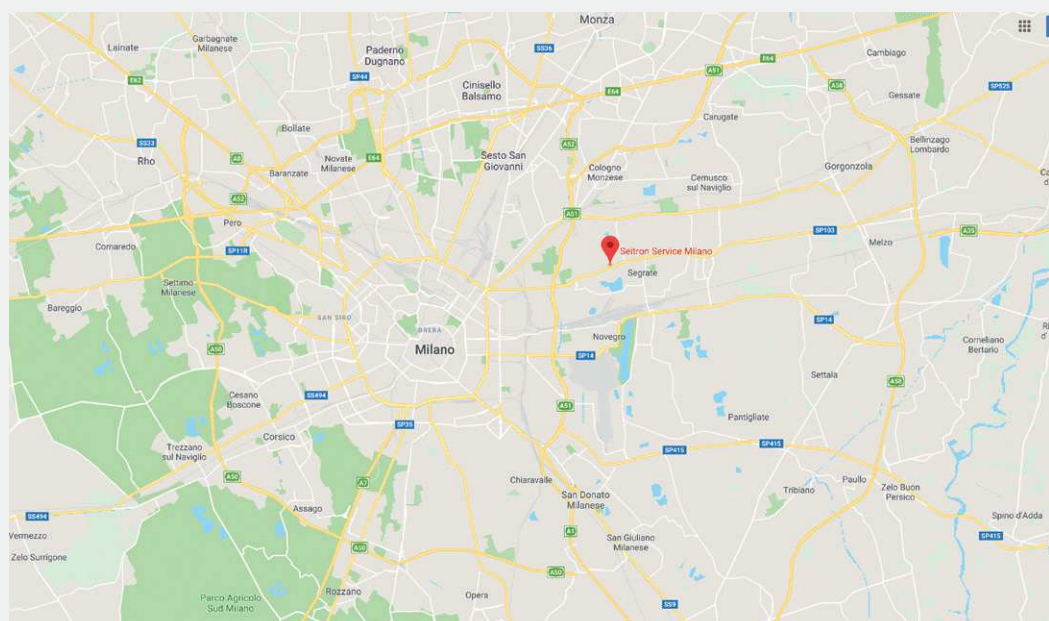 Monza
Lainate
Garbagnate
Milanese
Paderno
Dugnano
SS36
Cambiago
E62
SP44
A51
E64
Cinisello
Balsamo
E64
A58
Gessate
SP525
Bollate
Carugate
SS33
Rho
A8
Novate
Milanese
E64
Sesto San
Giovanni
A52
Bellinzago
Lombardo
Baranzate
Cologno
Monzese
Cernusco
sul Naviglio
Gorgonzola
A52
Pero
A51
SP103
A35
Cornaredo
SP11R
Seitron Service Milano
Melzo
Settimo
Milanese
Segrate
Bareggio
SAN SIRO
BRERA
SP14
Milano
Novegro
A50
SP14
Corneliano
Bertario
Settala
A58
Cesano
Boscone
SS494
A51
Pantigliate
SP35
Corsico
Trezzano
sul Naviglio
SP415
SP415
A50
A7
Chiaravalle
Paullo
Zelo Buon
Persico
Tribiano
San Donato
Milanese
Assago
SS494
Spino d'Adda
A1
Vermezzo
San Giuliano
Milanese
SP415
A50
Zelo Surrigone
A50
Parco Agricolo
Sud Milano
Rozzano
Opera
SS9